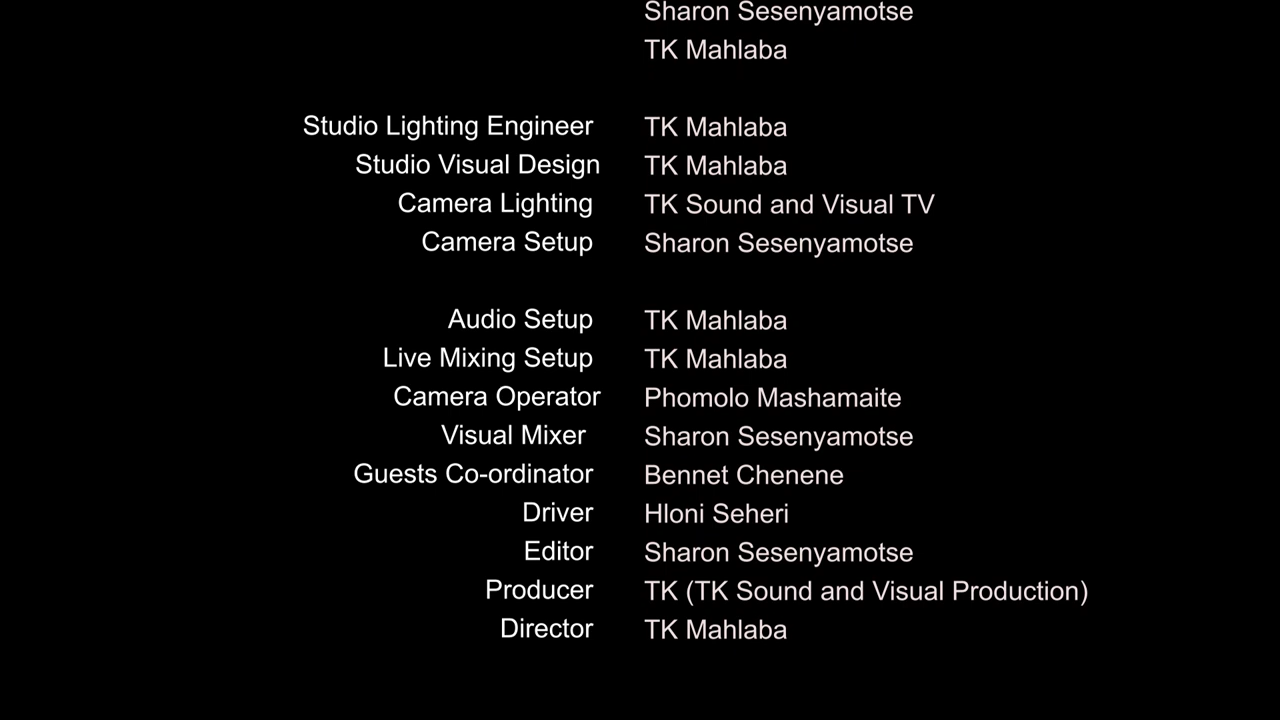 Sharon Sesenyamotse
TK Mahlaba
Studio Lighting Engineer TK Mahlaba
Studio Visual Design TK Mahlaba
Camera Lighting TK Sound and Visual TV
Camera Setup Sharon Sesenyamotse
Audio Setup TK Mahlaba
Live Mixing Setup TK Mahlaba
Camera Operator Phomolo Mashamaite
Visual Mixer Sharon Sesenyamotse
Guests Co-ordinator Bennet Chenene
Driver Hloni Seheri
Editor Sharon Sesenyamotse
Producer TK (TK Sound and Visual Production)
Director TK Mahlaba